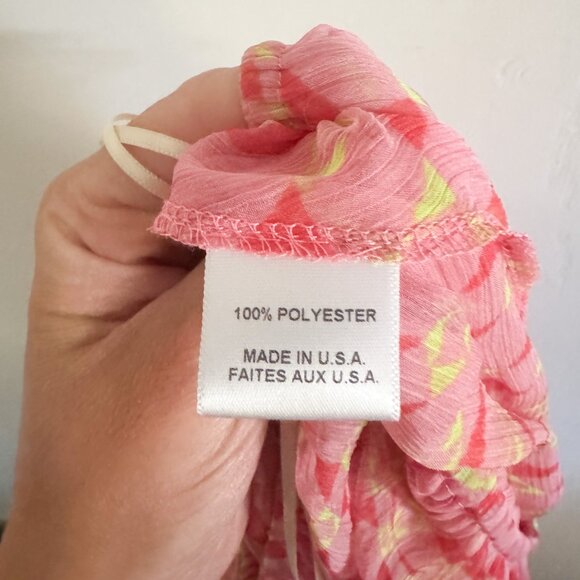 100% POLYESTER
MADE IN U.S.A.
FAITES AUX U.S.A.